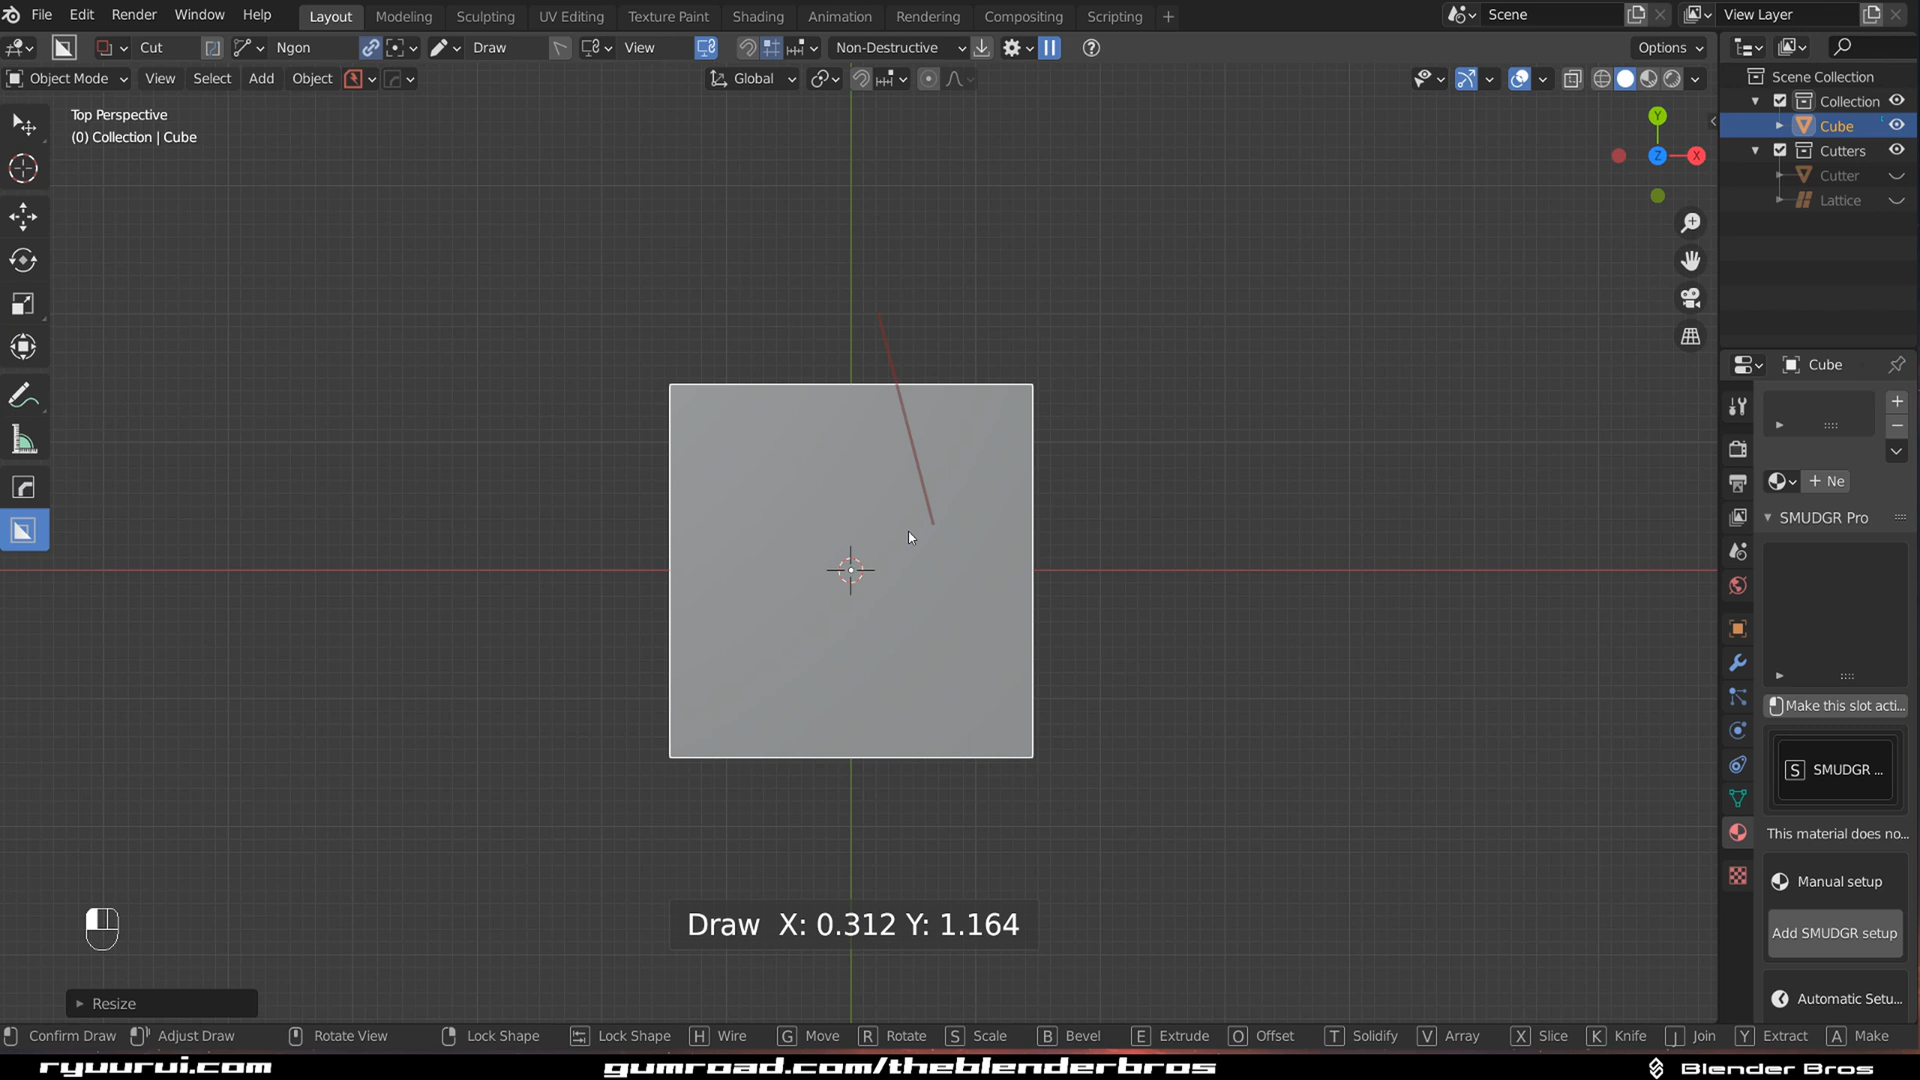 File Edit Render Window Help Layout Modeling Sculpting UV Editing Texture Paint Shading Animation Rendering Compositing Scripting + Scene View Layer
Cut Ngon Draw View Non-Destructive Options
Object Mode View Select Add Object Global
Top Perspective
(0) Collection | Cube
Y
Z
X
Scene Collection
Collection
Cube
Cutters
Cutter
Lattice
Cube
+ Ne
SMUDGR Pro
Make this slot acti...
S SMUDGR ...
This material does no...
Manual setup
Add SMUDGR setup
Automatic Setu...
Draw X: 0.312 Y: 1.164
Resize
Confirm Draw Adjust Draw Rotate View Lock Shape Lock Shape H Wire G Move R Rotate S Scale B Bevel E Extrude O Offset T Solidify V Array X Slice K Knife J Join Y Extract A Make
ryuurui.com gumroad.com/theblenderbros Blender Bros